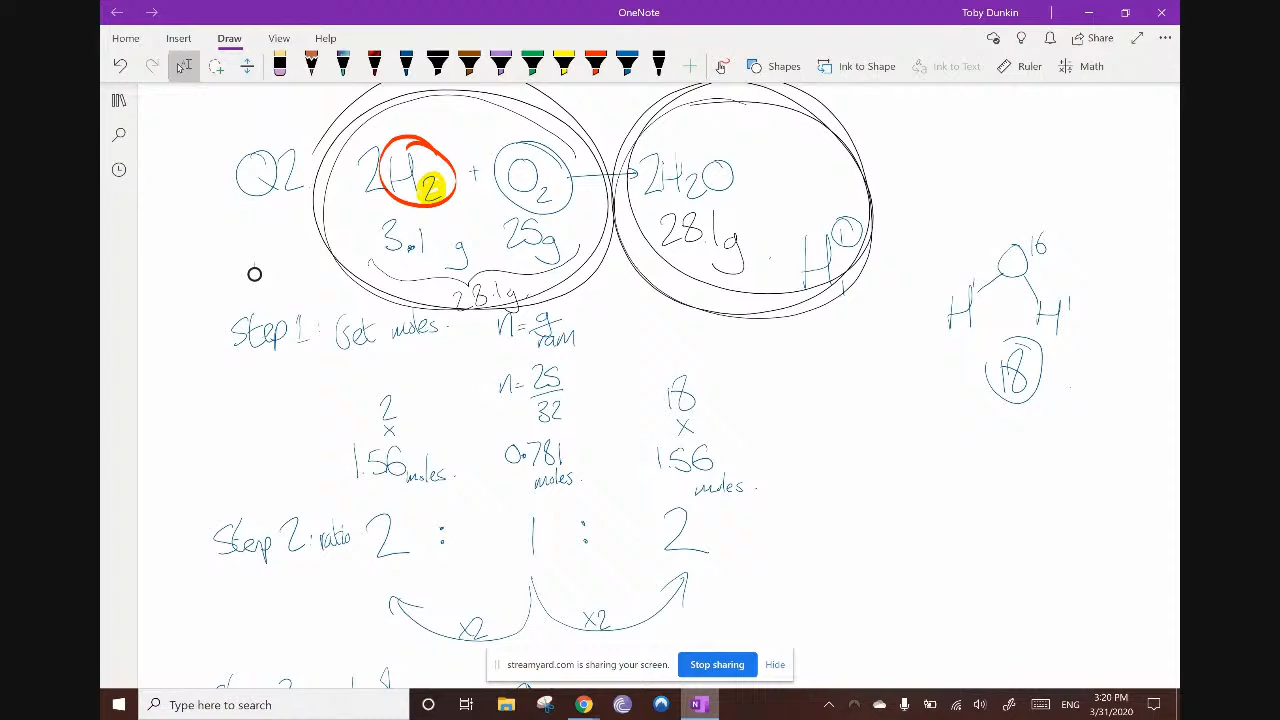 OneNote
Toby Dunkin
Home Insert Draw View Help
Share
Shapes Ink to Shape Ink to Text Ruler Math
Q2 2H2 + O2 → 2H2O
3.1 g 25g 28.1g
H1
28.1g
O16
H1 H1
18
Step 1: Get moles. n= g/ram
n= 25/32
2 18
x x
1.56 moles. 0.781 moles. 1.56 moles.
Step 2: ratio 2 : 1 : 2
x2 x2
streamyard.com is sharing your screen. Stop sharing Hide
Type here to search
ENG
3:20 PM
3/31/2020